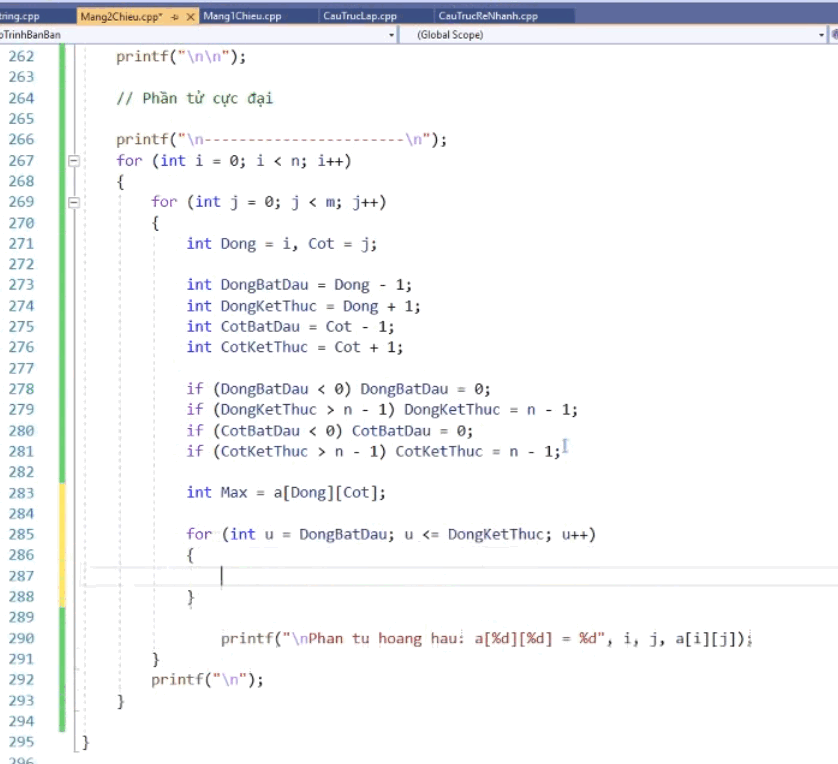 tring.cpp Mang2Chieu.cpp* Mang1Chieu.cpp CauTrucLap.cpp CauTrucReNhanh.cpp
oTrinhBanBan (Global Scope)
262 printf("\n\n");
263
264 // Phần tử cực đại
265
266 printf("\n-----------------------\n");
267 for (int i = 0; i < n; i++)
268 {
269 for (int j = 0; j < m; j++)
270 {
271 int Dong = i, Cot = j;
272
273 int DongBatDau = Dong - 1;
274 int DongKetThuc = Dong + 1;
275 int CotBatDau = Cot - 1;
276 int CotKetThuc = Cot + 1;
277
278 if (DongBatDau < 0) DongBatDau = 0;
279 if (DongKetThuc > n - 1) DongKetThuc = n - 1;
280 if (CotBatDau < 0) CotBatDau = 0;
281 if (CotKetThuc > n - 1) CotKetThuc = n - 1;
282
283 int Max = a[Dong][Cot];
284
285 for (int u = DongBatDau; u <= DongKetThuc; u++)
286 {
287
288 }
289
290 printf("\nPhan tu hoang hau: a[%d][%d] = %d", i, j, a[i][j]);
291 }
292 printf("\n");
293 }
294
295 }
296